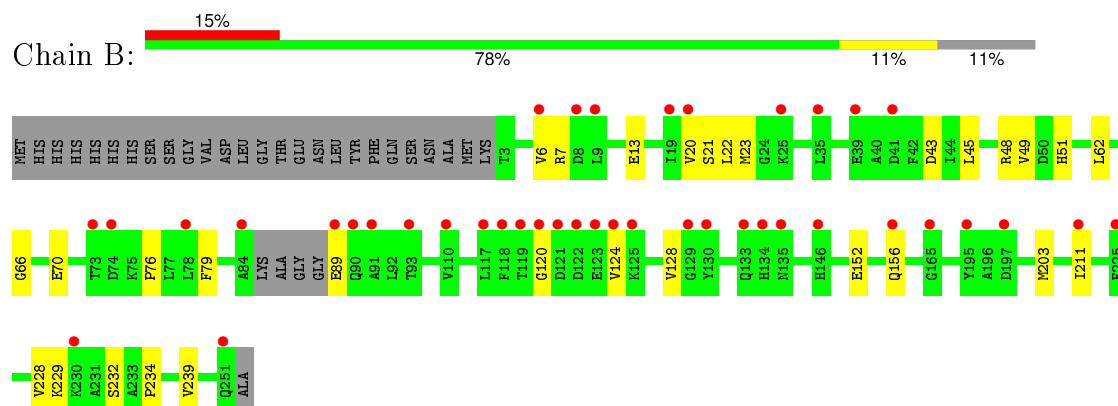 15%
Chain B:
78% 11% 11%
MET HIS HIS HIS HIS HIS HIS SER SER GLY VAL ASP LEU GLY THR GLU ASN LEU TYR PHE GLN SER ASN ALA MET LYS T3 V6 R7 D8 L9 E13 I19 V20 S21 L22 M23 G24 K25 L35 E39 A40 D41 F42 D43 I44 L45 R48 V49 D50 H51 L62
G66 E70 T73 D74 K75 P76 L77 L78 F79 A84 LYS ALA GLY GLY E89 Q90 A91 L92 T93 V110 L117 F118 T119 G120 D121 D122 E123 V124 K125 V128 G129 Y130 Q133 H134 N135 H146 E152 Q156 G165 Y195 A196 D197 M203 I211
V228 K229 K230 A231 S232 A233 P234 V239 Q251 ALA